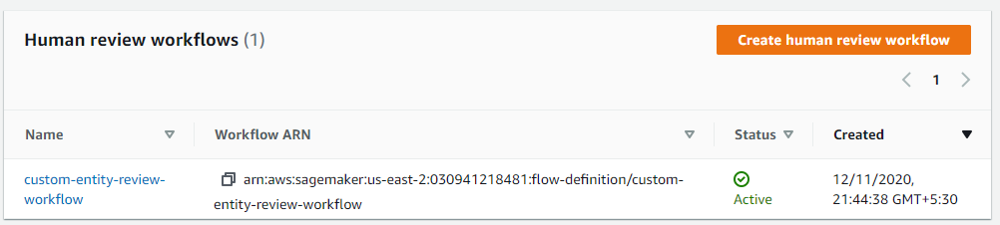 Human review workflows (1)
Create human review workflow
1
Name
Workflow ARN
Status
Created
custom-entity-review-
workflow
arn:aws:sagemaker:us-east-2:030941218481:flow-definition/custom-
entity-review-workflow
Active
12/11/2020,
21:44:38 GMT+5:30